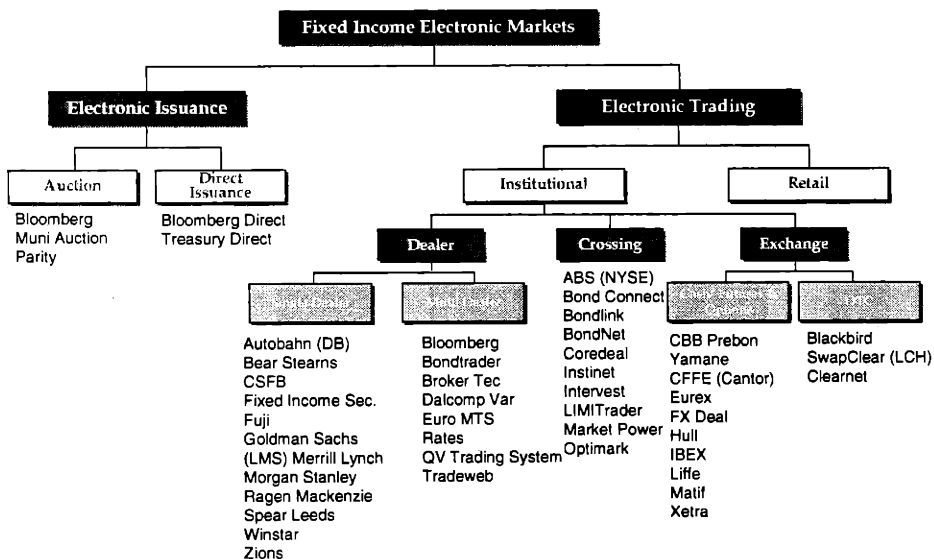 Fixed Income Electronic Markets
Electronic Issuance
Electronic Trading
Auction
Direct
Issuance
Institutional
Retail
Bloomberg
Muni Auction
Parity
Bloomberg Direct
Treasury Direct
Dealer
Crossing
Exchange
Autobahn (DB)
Bear Stearns
CSFB
Fixed Income Sec.
Fuji
Goldman Sachs
(LMS) Merrill Lynch
Morgan Stanley
Ragen Mackenzie
Spear Leeds
Winstar
Zions
Bloomberg
Bondtrader
Broker Tec
Dalcomp Var
Euro MTS
Rates
QV Trading System
Tradeweb
ABS (NYSE)
Bond Connect
Bondlink
BondNet
Coredeal
Instinet
Intervest
LIMITrader
Market Power
Optimark
CBB Prebon
Yamane
CFFE (Cantor)
Eurex
FX Deal
Hull
IBEX
Liffe
Matif
Xetra
Blackbird
SwapClear (LCH)
Clearnet